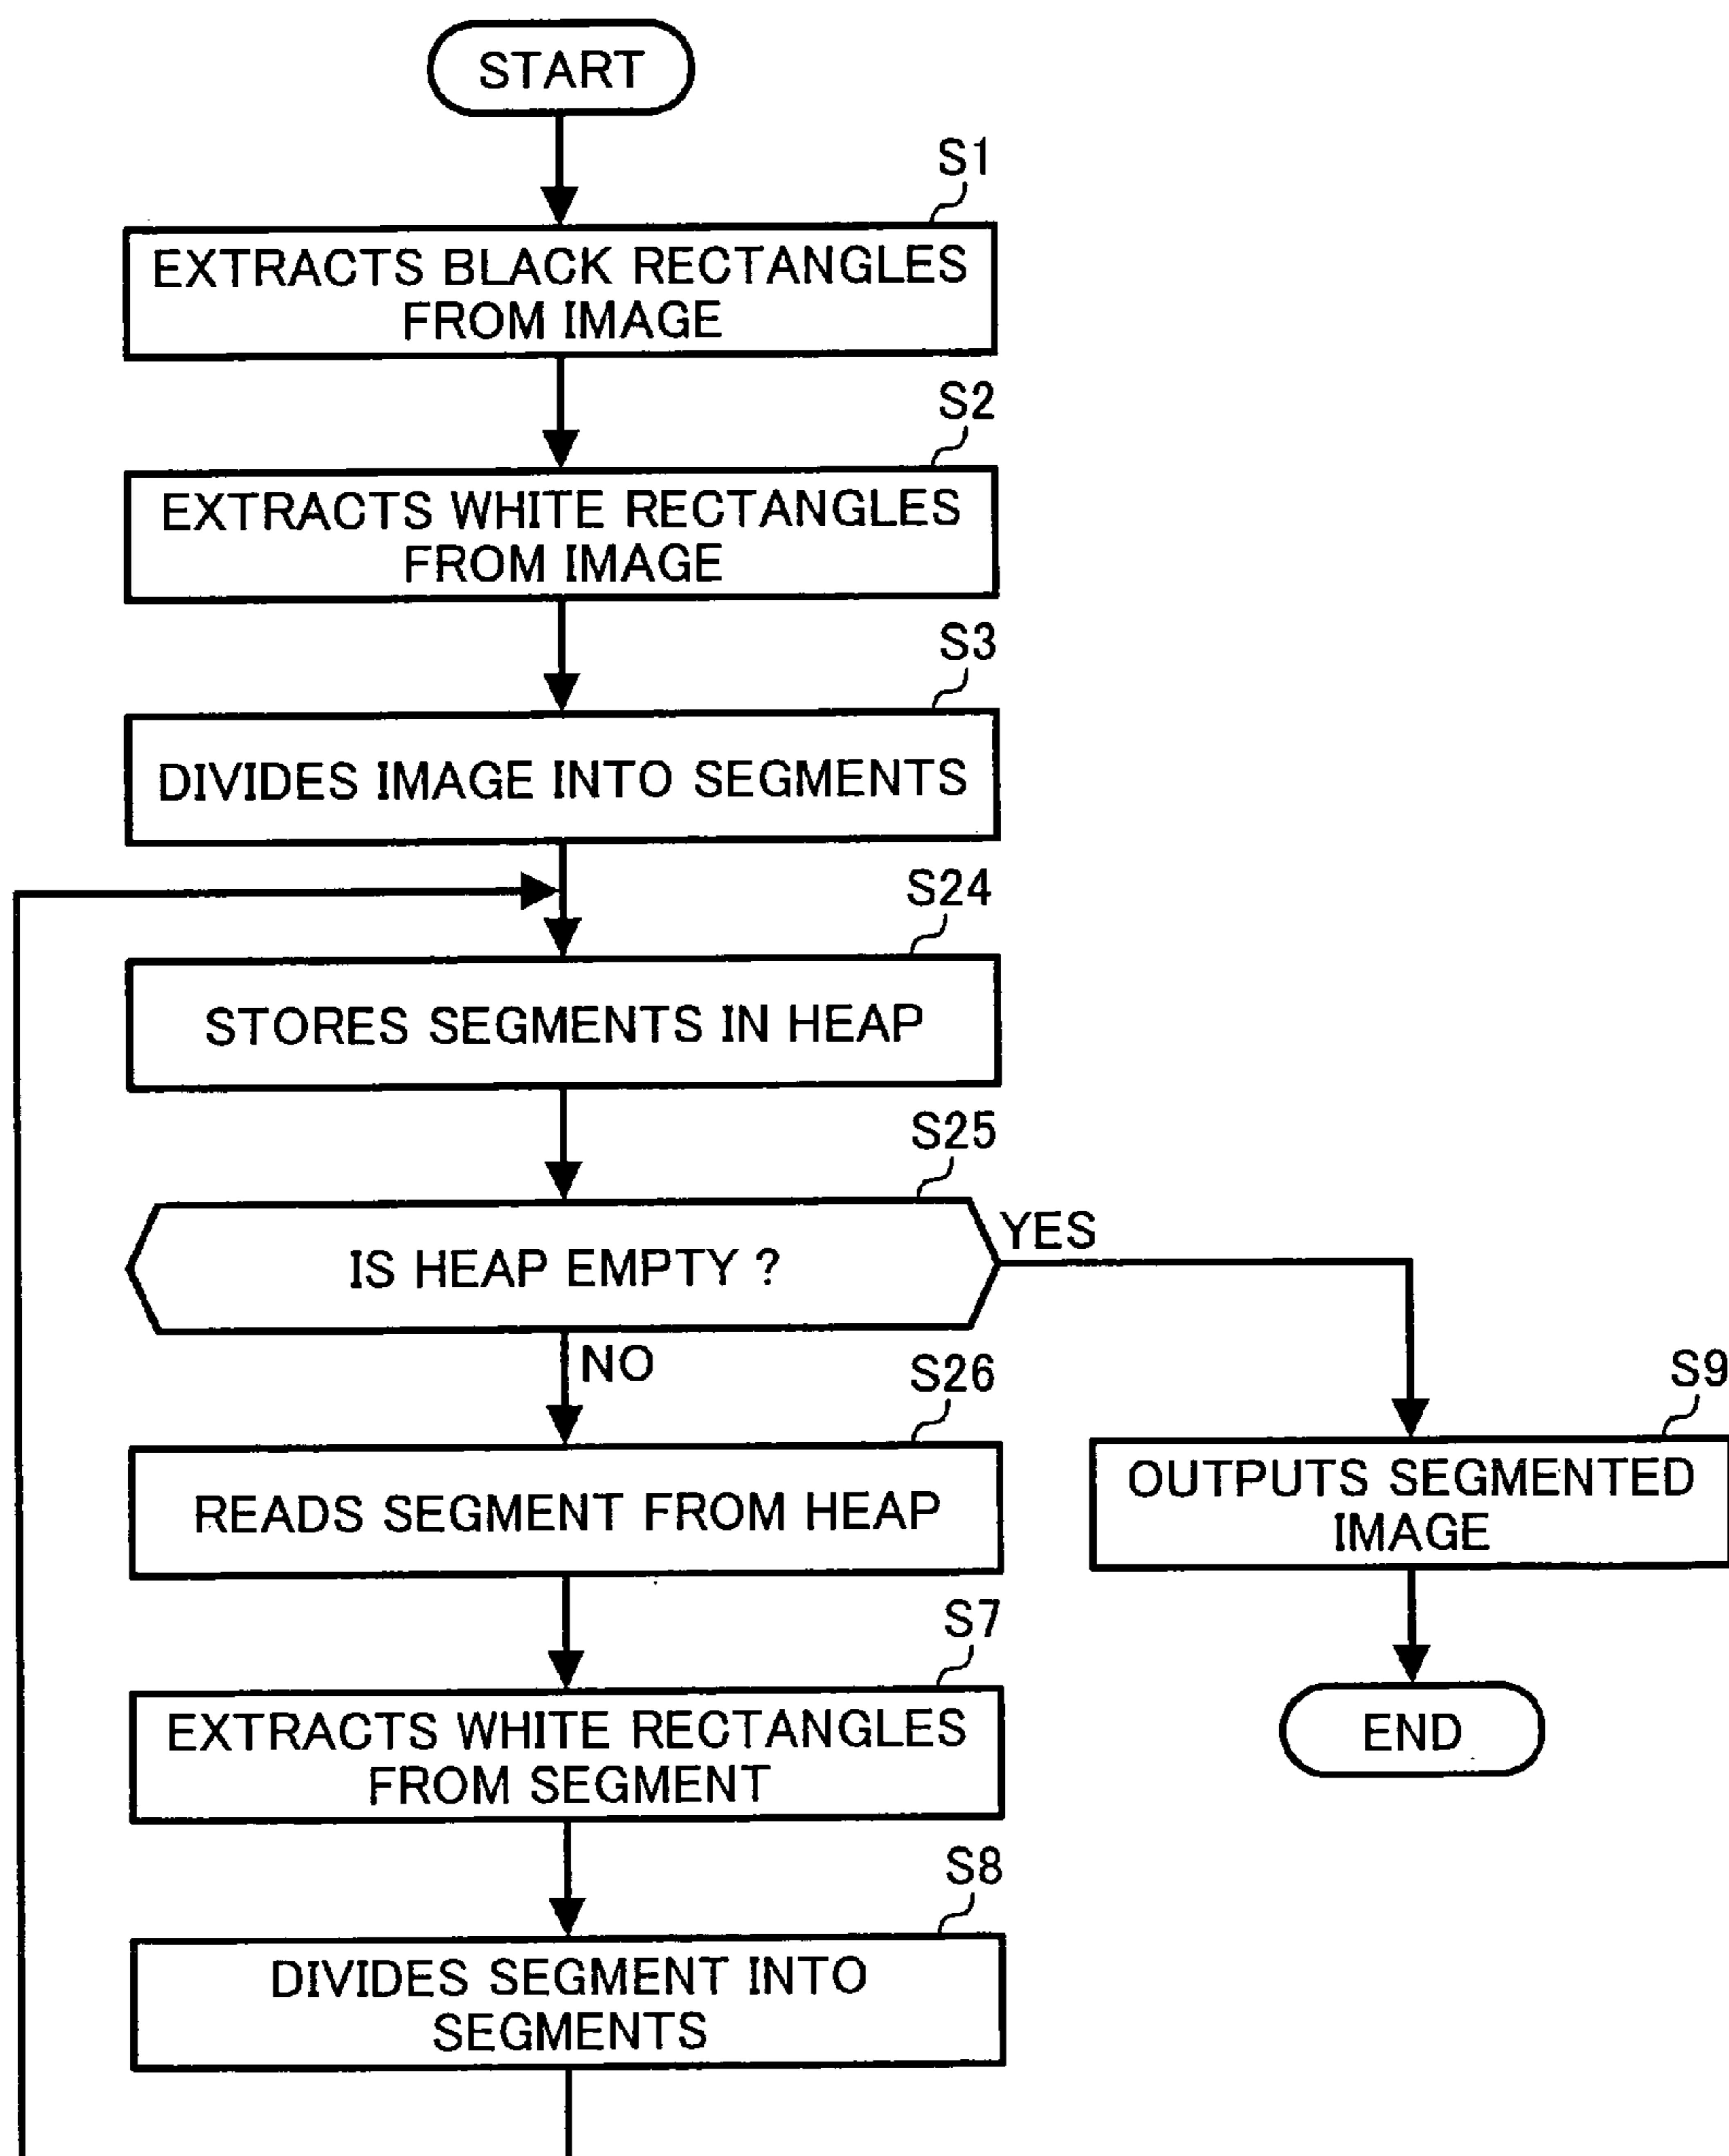 START
S1
EXTRACTS BLACK RECTANGLES
FROM IMAGE
S2
EXTRACTS WHITE RECTANGLES
FROM IMAGE
S3
DIVIDES IMAGE INTO SEGMENTS
S24
STORES SEGMENTS IN HEAP
S25
IS HEAP EMPTY ?
YES
NO
S26
READS SEGMENT FROM HEAP
S9
OUTPUTS SEGMENTED
IMAGE
S7
EXTRACTS WHITE RECTANGLES
FROM SEGMENT
END
S8
DIVIDES SEGMENT INTO
SEGMENTS